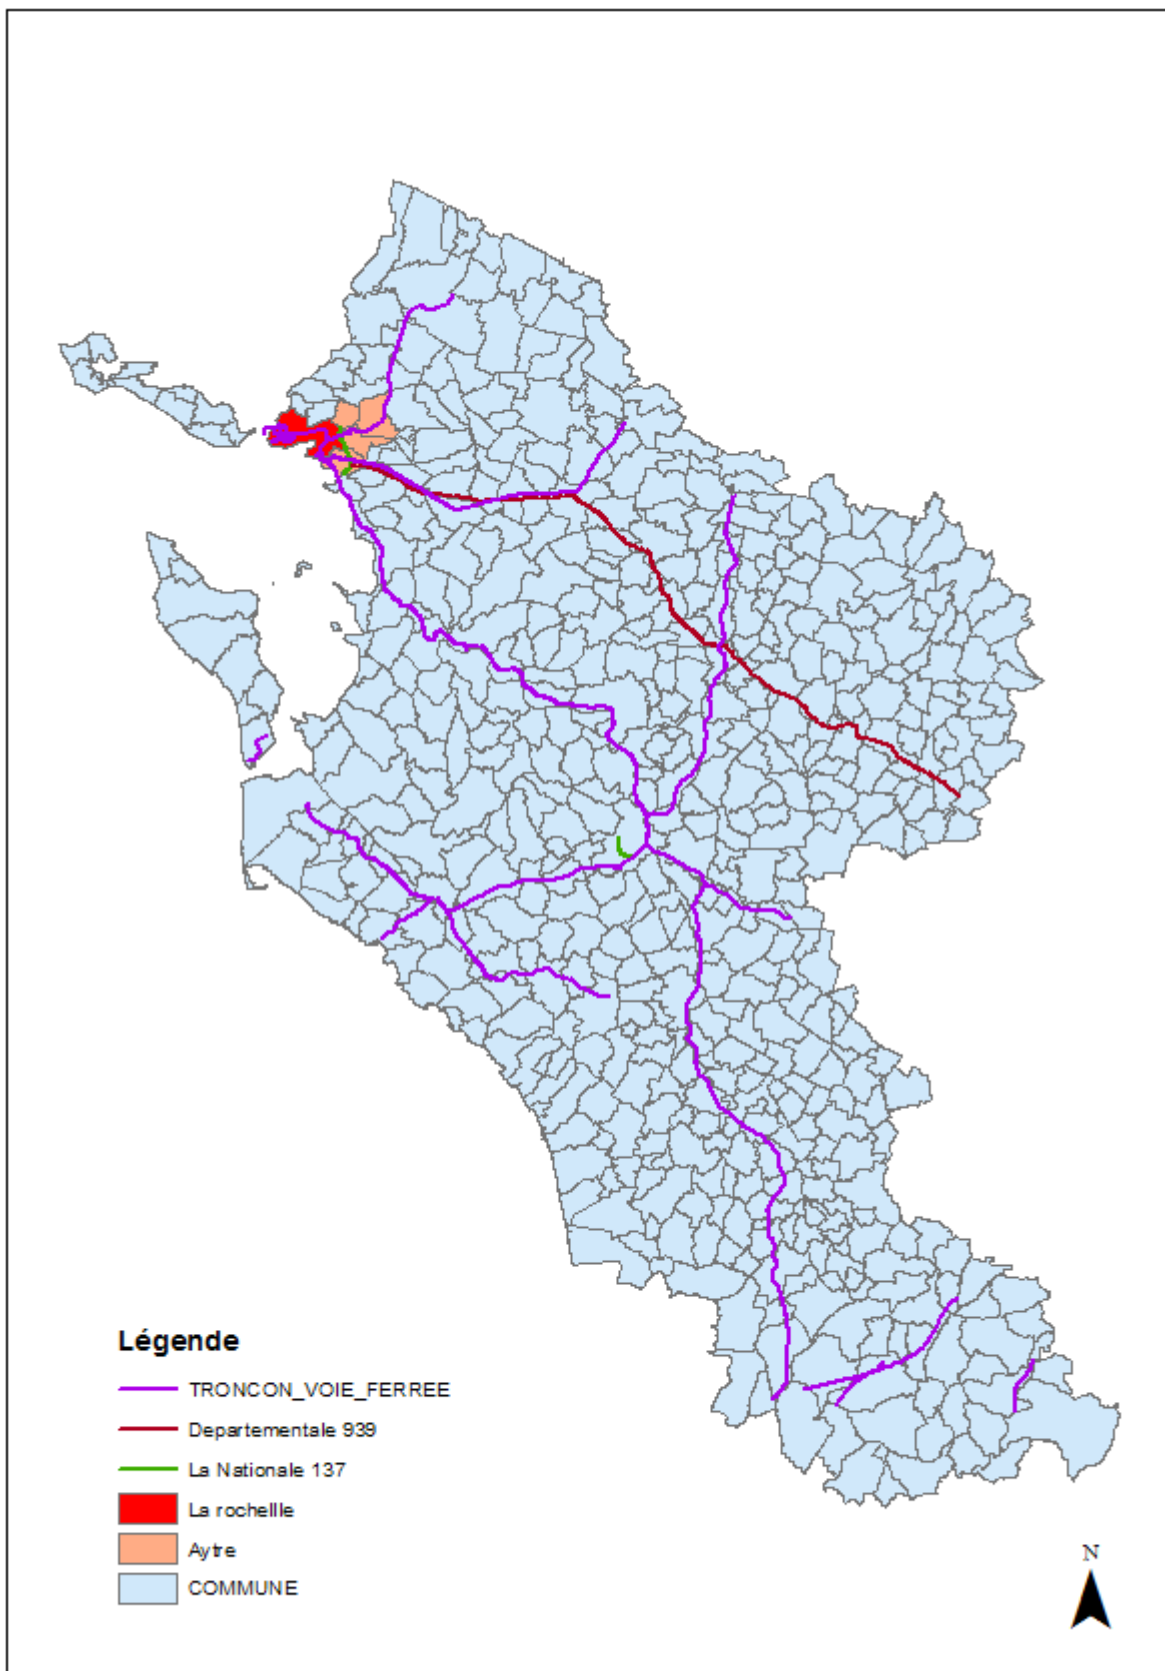 Légende
TRONCON_VOIE_FERREE
Departementale 939
La Nationale 137
La rochellle
Aytre
COMMUNE
N